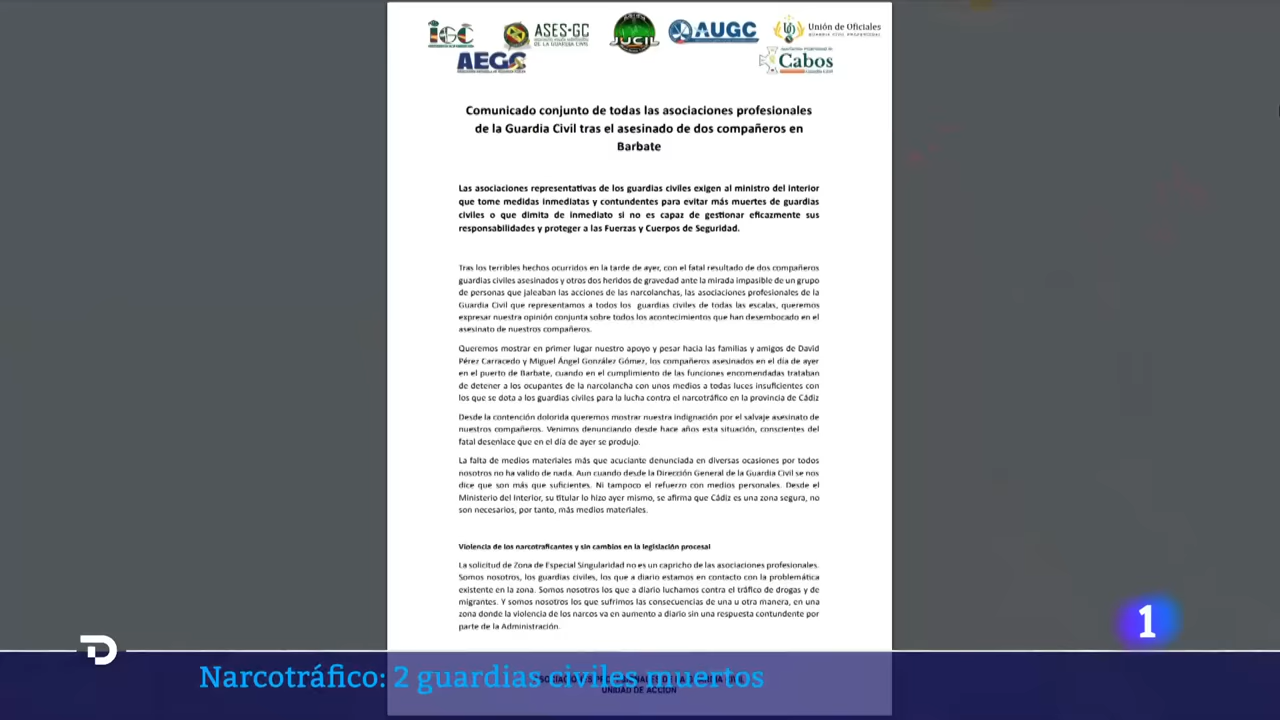 IGC
ASES-GC
DE LA GUARDIA CIVIL
JUCIL
AUGC
Unión de Oficiales
GUARDIA CIVIL PROFESIONAL
AEGC
Cabos
Comunicado conjunto de todas las asociaciones profesionales
de la Guardia Civil tras el asesinado de dos compañeros en
Barbate
Las asociaciones representativas de los guardias civiles exigen al ministro del Interior
que tome medidas inmediatas y contundentes para evitar más muertes de guardias
civiles o que dimita de inmediato si no es capaz de gestionar eficazmente sus
responsabilidades y proteger a las Fuerzas y Cuerpos de Seguridad.
Tras los terribles hechos ocurridos en la tarde de ayer, con el fatal resultado de dos compañeros
guardias civiles asesinados y otros dos heridos de gravedad ante la mirada impasible de un grupo
de personas que jaleaban las acciones de las narcolanchas, las asociaciones profesionales de la
Guardia Civil que representamos a todos los guardias civiles de todas las escalas, queremos
expresar nuestra opinión conjunta sobre todos los acontecimientos que han desembocado en el
asesinato de nuestros compañeros.
Queremos mostrar en primer lugar nuestro apoyo y pesar hacia las familias y amigos de David
Pérez Carracedo y Miguel Ángel González Gómez, los compañeros asesinados en el día de ayer
en el puerto de Barbate, cuando en el cumplimiento de las funciones encomendadas trataban
de detener a los ocupantes de la narcolancha con unos medios a todas luces insuficientes con
los que se dota a los guardias civiles para la lucha contra el narcotráfico en la provincia de Cádiz
Desde la contención dolorida queremos mostrar nuestra indignación por el salvaje asesinato de
nuestros compañeros. Venimos denunciando desde hace años esta situación, conscientes del
fatal desenlace que en el día de ayer se produjo.
La falta de medios materiales más que acuciante denunciada en diversas ocasiones por todos
nosotros no ha valido de nada. Aun cuando desde la Dirección General de la Guardia Civil se nos
dice que son más que suficientes. Ni tampoco el refuerzo con medios personales. Desde el
Ministerio del Interior, su titular lo hizo ayer mismo, se afirma que Cádiz es una zona segura, no
son necesarios, por tanto, más medios materiales.
Violencia de los narcotraficantes y sin cambios en la legislación procesal
La solicitud de Zona de Especial Singularidad no es un capricho de las asociaciones profesionales.
Somos nosotros, los guardias civiles, los que a diario estamos en contacto con la problemática
existente en la zona. Somos nosotros los que a diario luchamos contra el tráfico de drogas y de
migrantes. Y somos nosotros los que sufrimos las consecuencias de una u otra manera, en una
zona donde la violencia de los narcos va en aumento a diario sin una respuesta contundente por
parte de la Administración.
1
Narcotráfico: 2 guardias civiles muertos
UNIDAD DE ACCIÓN